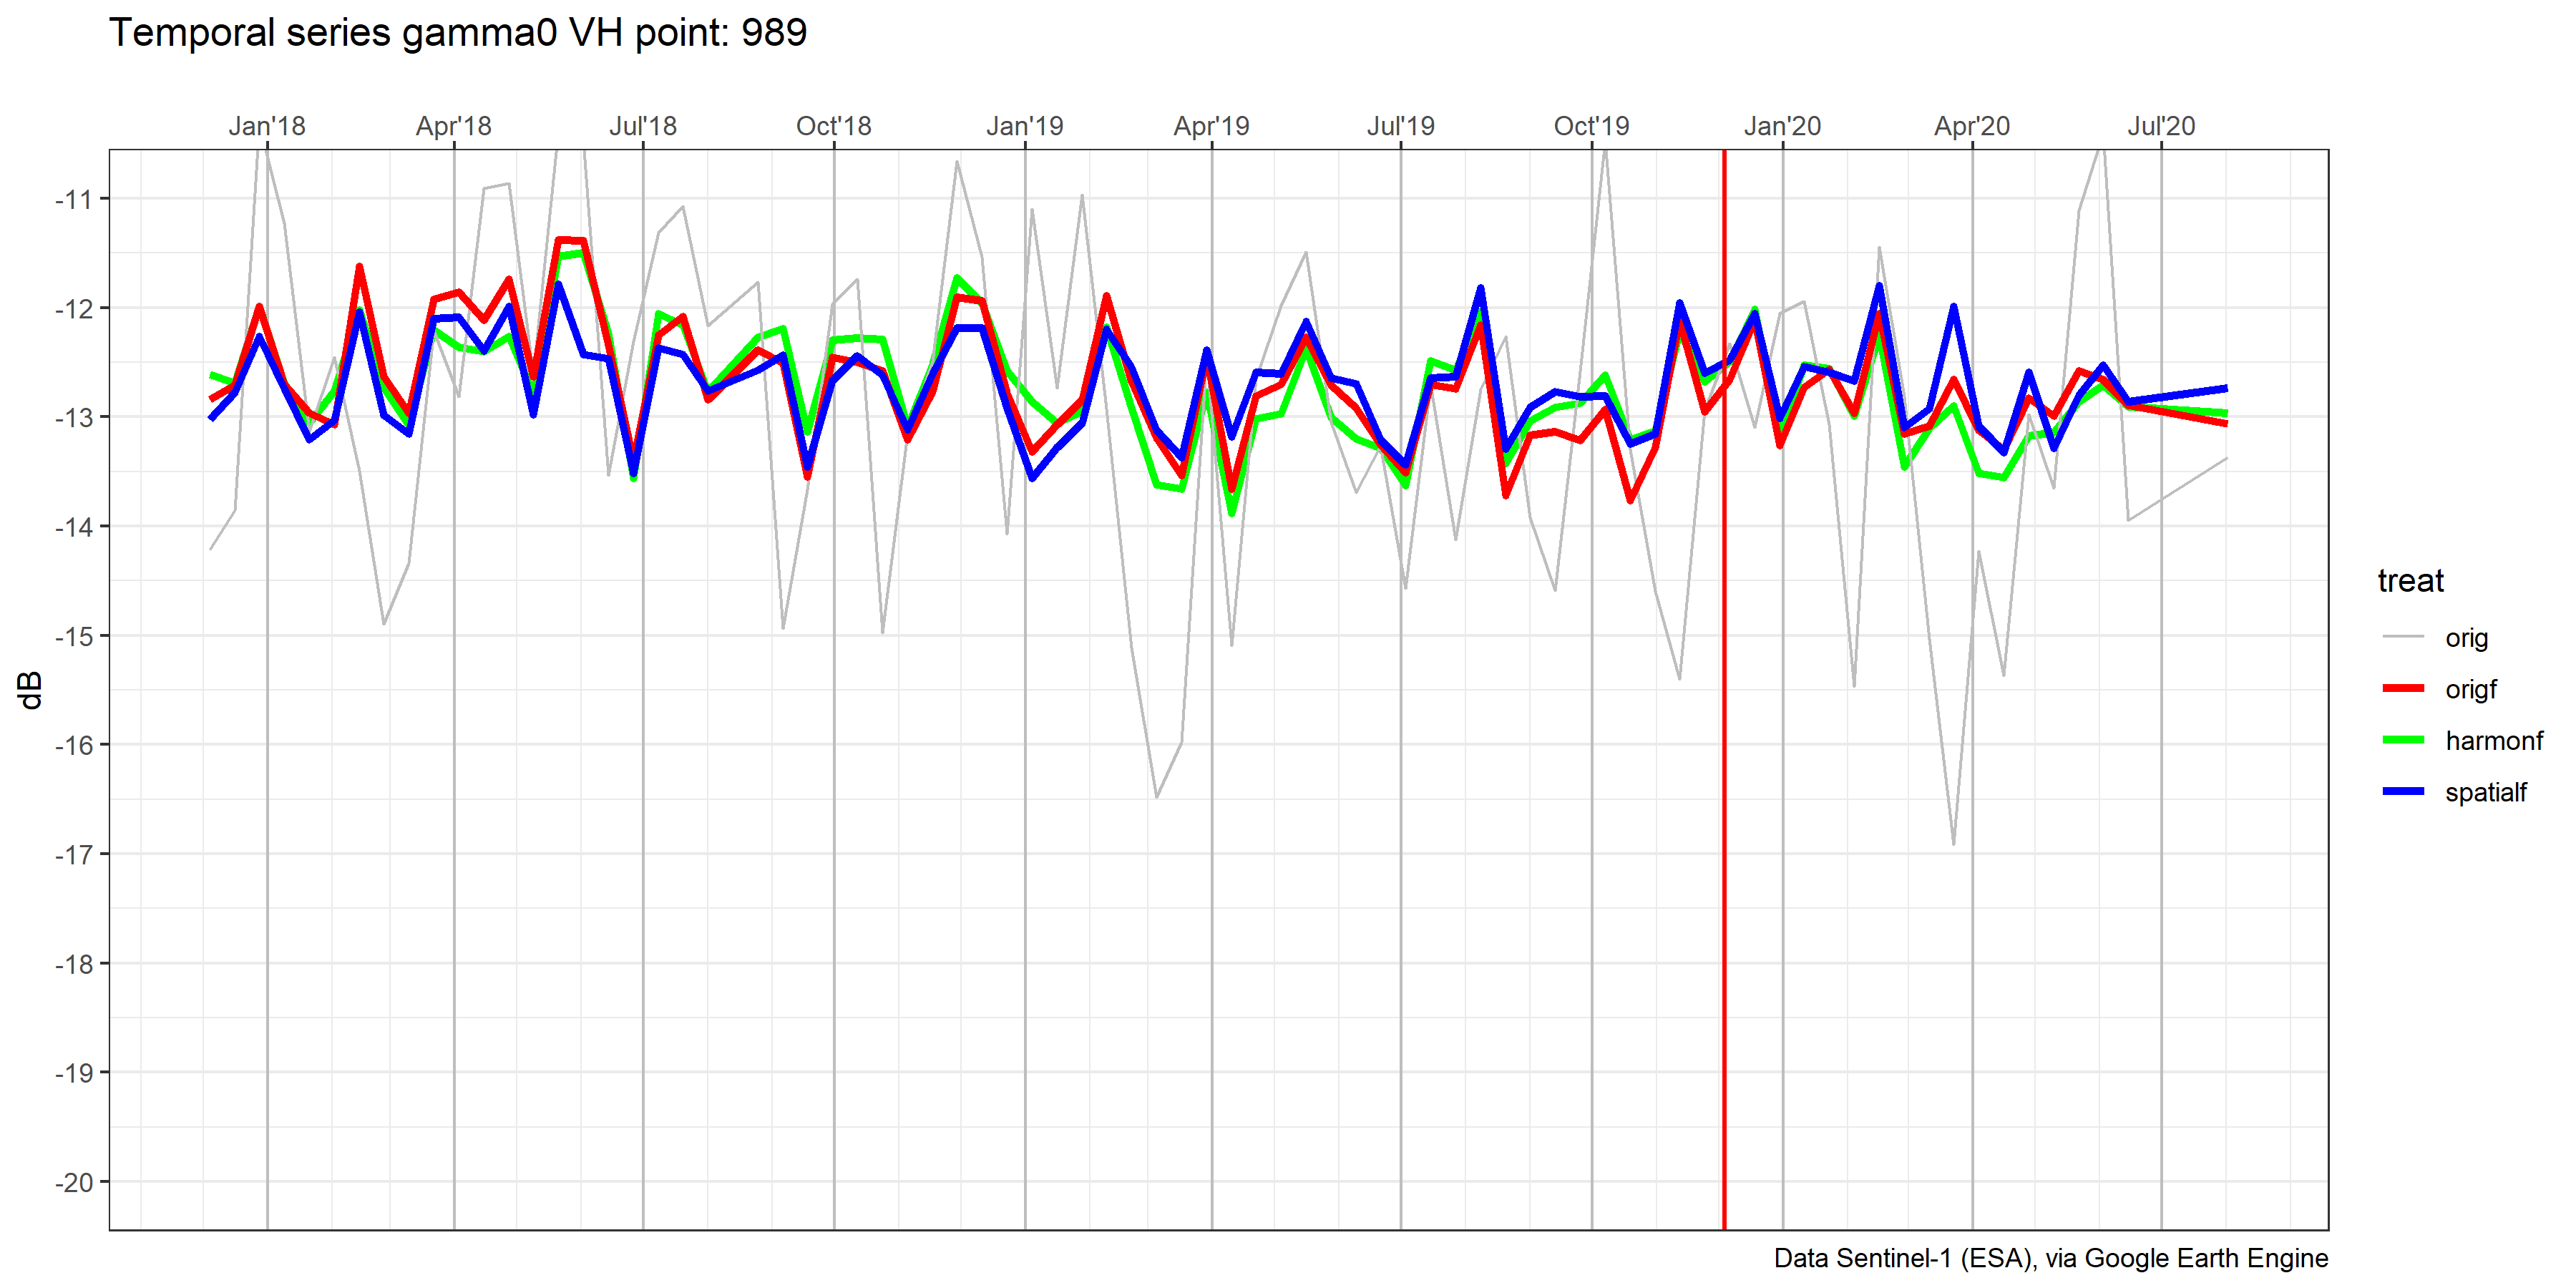 Temporal series gamma0 VH point: 989
Jan'18 Apr'18 Jul'18 Oct'18 Jan'19 Apr'19 Jul'19 Oct'19 Jan'20 Apr'20 Jul'20
-11
-12
-13
-14
-15
-16
-17
-18
-19
-20
dB
treat
orig
origf
harmonf
spatialf
Data Sentinel-1 (ESA), via Google Earth Engine